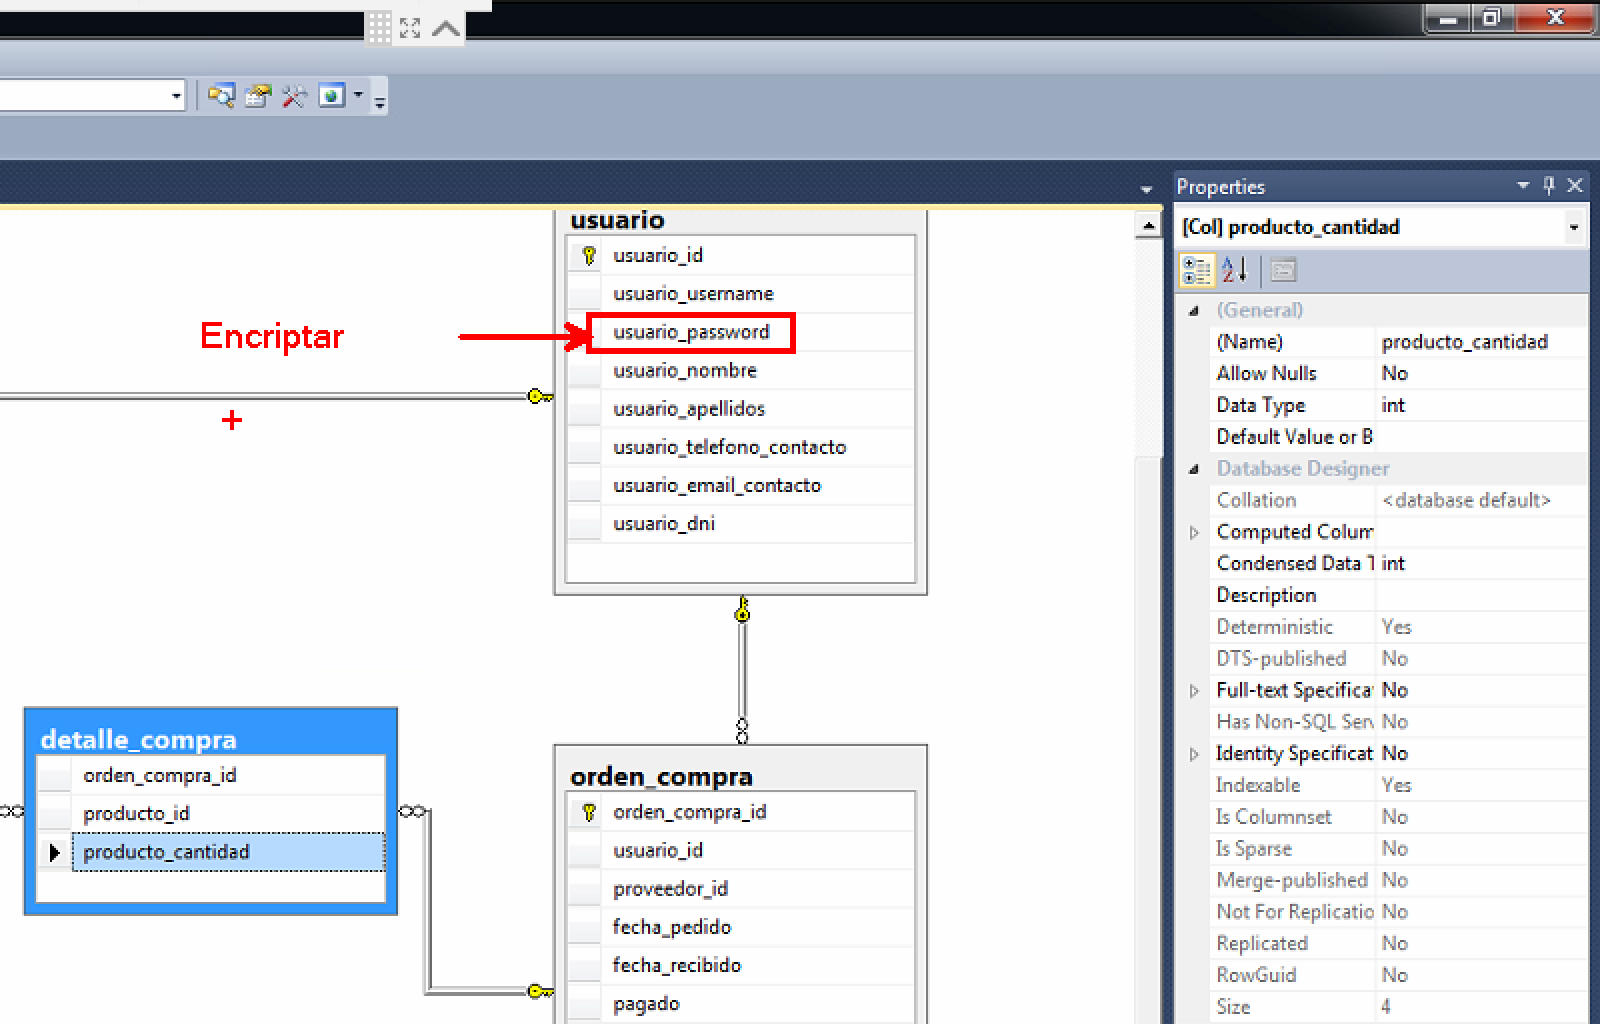 usuario
usuario_id
usuario_username
Encriptar
usuario_password
usuario_nombre
usuario_apellidos
usuario_telefono_contacto
usuario_email_contacto
usuario_dni
detalle_compra
orden_compra_id
producto_id
producto_cantidad
orden_compra
orden_compra_id
usuario_id
proveedor_id
fecha_pedido
fecha_recibido
pagado
Properties
[Col] producto_cantidad
(General)
(Name) producto_cantidad
Allow Nulls No
Data Type int
Default Value or B
Database Designer
Collation <database default>
Computed Colum
Condensed Data T int
Description
Deterministic Yes
DTS-published No
Full-text Specifica No
Has Non-SQL Serv No
Identity Specificat No
Indexable Yes
Is Columnset No
Is Sparse No
Merge-published No
Not For Replicatio No
Replicated No
RowGuid No
Size 4